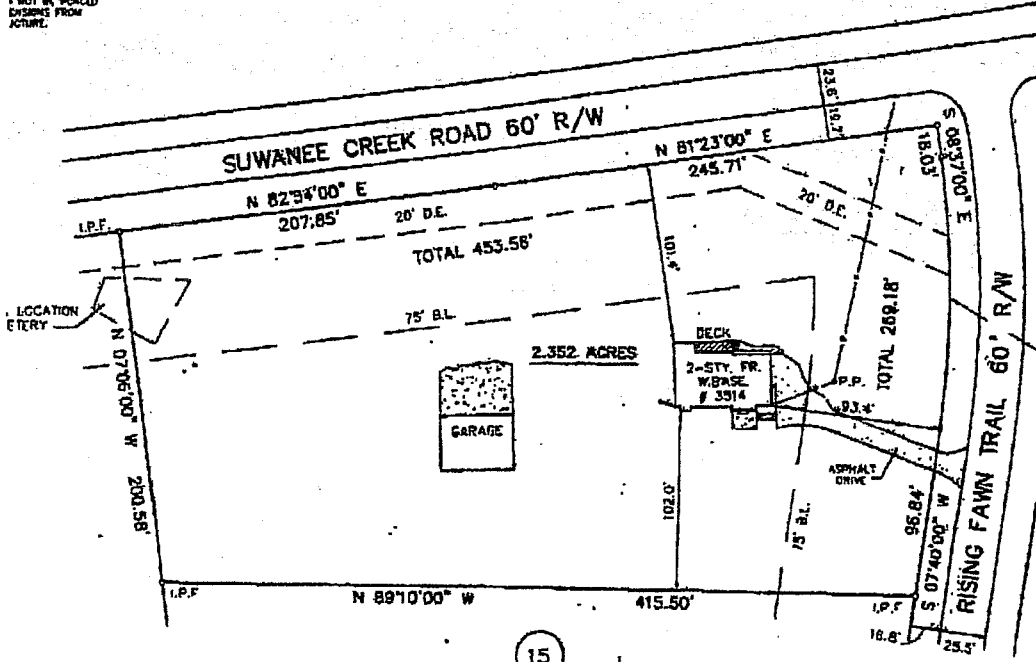 ENSIONS FROM
SUWANEE CREEK ROAD 60' R/W
23.6'
19.7'
N 81°23'00" E
245.71'
S 08°37'00" E
18.03'
N 82°34'00" E
207.85'
I.P.F.
20' D.E.
20' D.E.
TOTAL 453.56'
101.4'
LOCATION
ETERY
75' B.L.
2.352 ACRES
DECK
2-STY. FR.
W.BASE.
# 3514
P.P.
93.4'
TOTAL 269.18'
GARAGE
ASPHALT
DRIVE
N 07°06'00" W 200.58'
102.0'
75' B.L.
96.84'
S 07°40'00" W
RISING FAWN TRAIL 60' R/W
I.P.F
N 89°10'00" W
415.50'
I.P.F
16.8'
25.5'
15